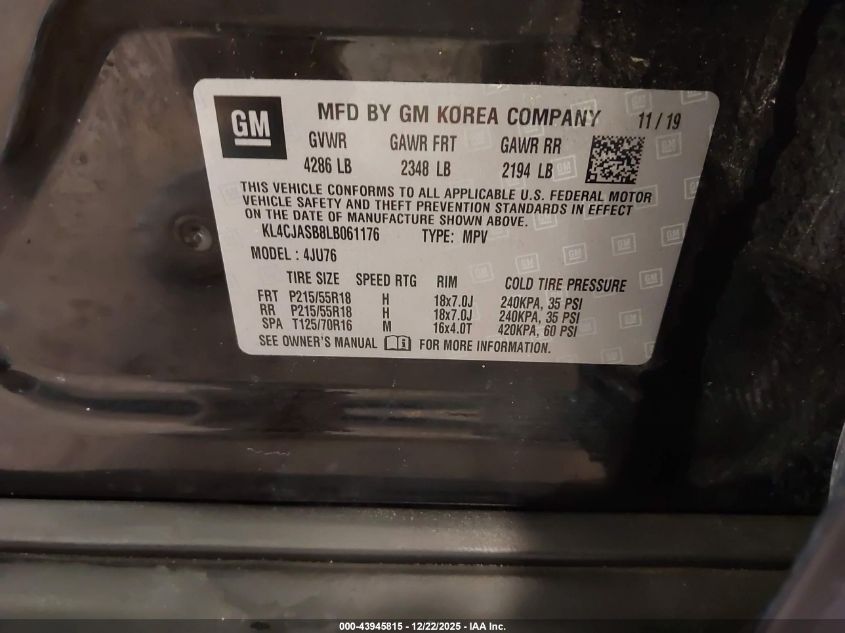 GM MFD BY GM KOREA COMPANY 11 / 19
GVWR GAWR FRT GAWR RR
4286 LB 2348 LB 2194 LB
THIS VEHICLE CONFORMS TO ALL APPLICABLE U.S. FEDERAL MOTOR
VEHICLE SAFETY AND THEFT PREVENTION STANDARDS IN EFFECT
ON THE DATE OF MANUFACTURE SHOWN ABOVE.
KL4CJASB8LB061176 TYPE: MPV
MODEL : 4JU76
TIRE SIZE SPEED RTG RIM COLD TIRE PRESSURE
FRT P215/55R18 H 18x7.0J 240KPA, 35 PSI
RR P215/55R18 H 18x7.0J 240KPA, 35 PSI
SPA T125/70R16 M 16x4.0T 420KPA, 60 PSI
SEE OWNER'S MANUAL FOR MORE INFORMATION.
000-43945815 - 12/22/2025 - IAA Inc.